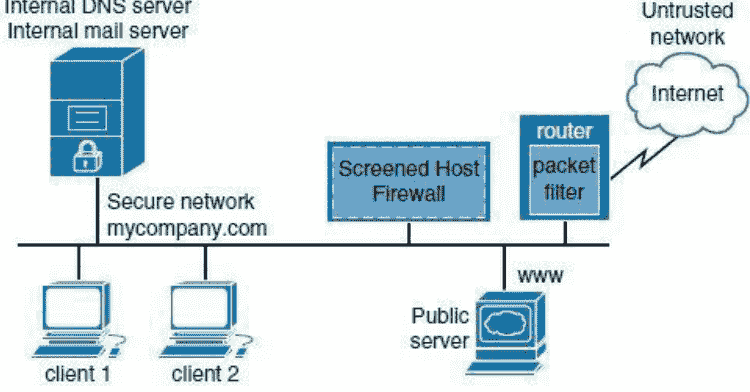 Internal DNS server
Internal mail server
Untrusted
network
Internet
router
packet
filter
Screened Host
Firewall
Secure network
mycompany.com
www
Public
server
client 1
client 2